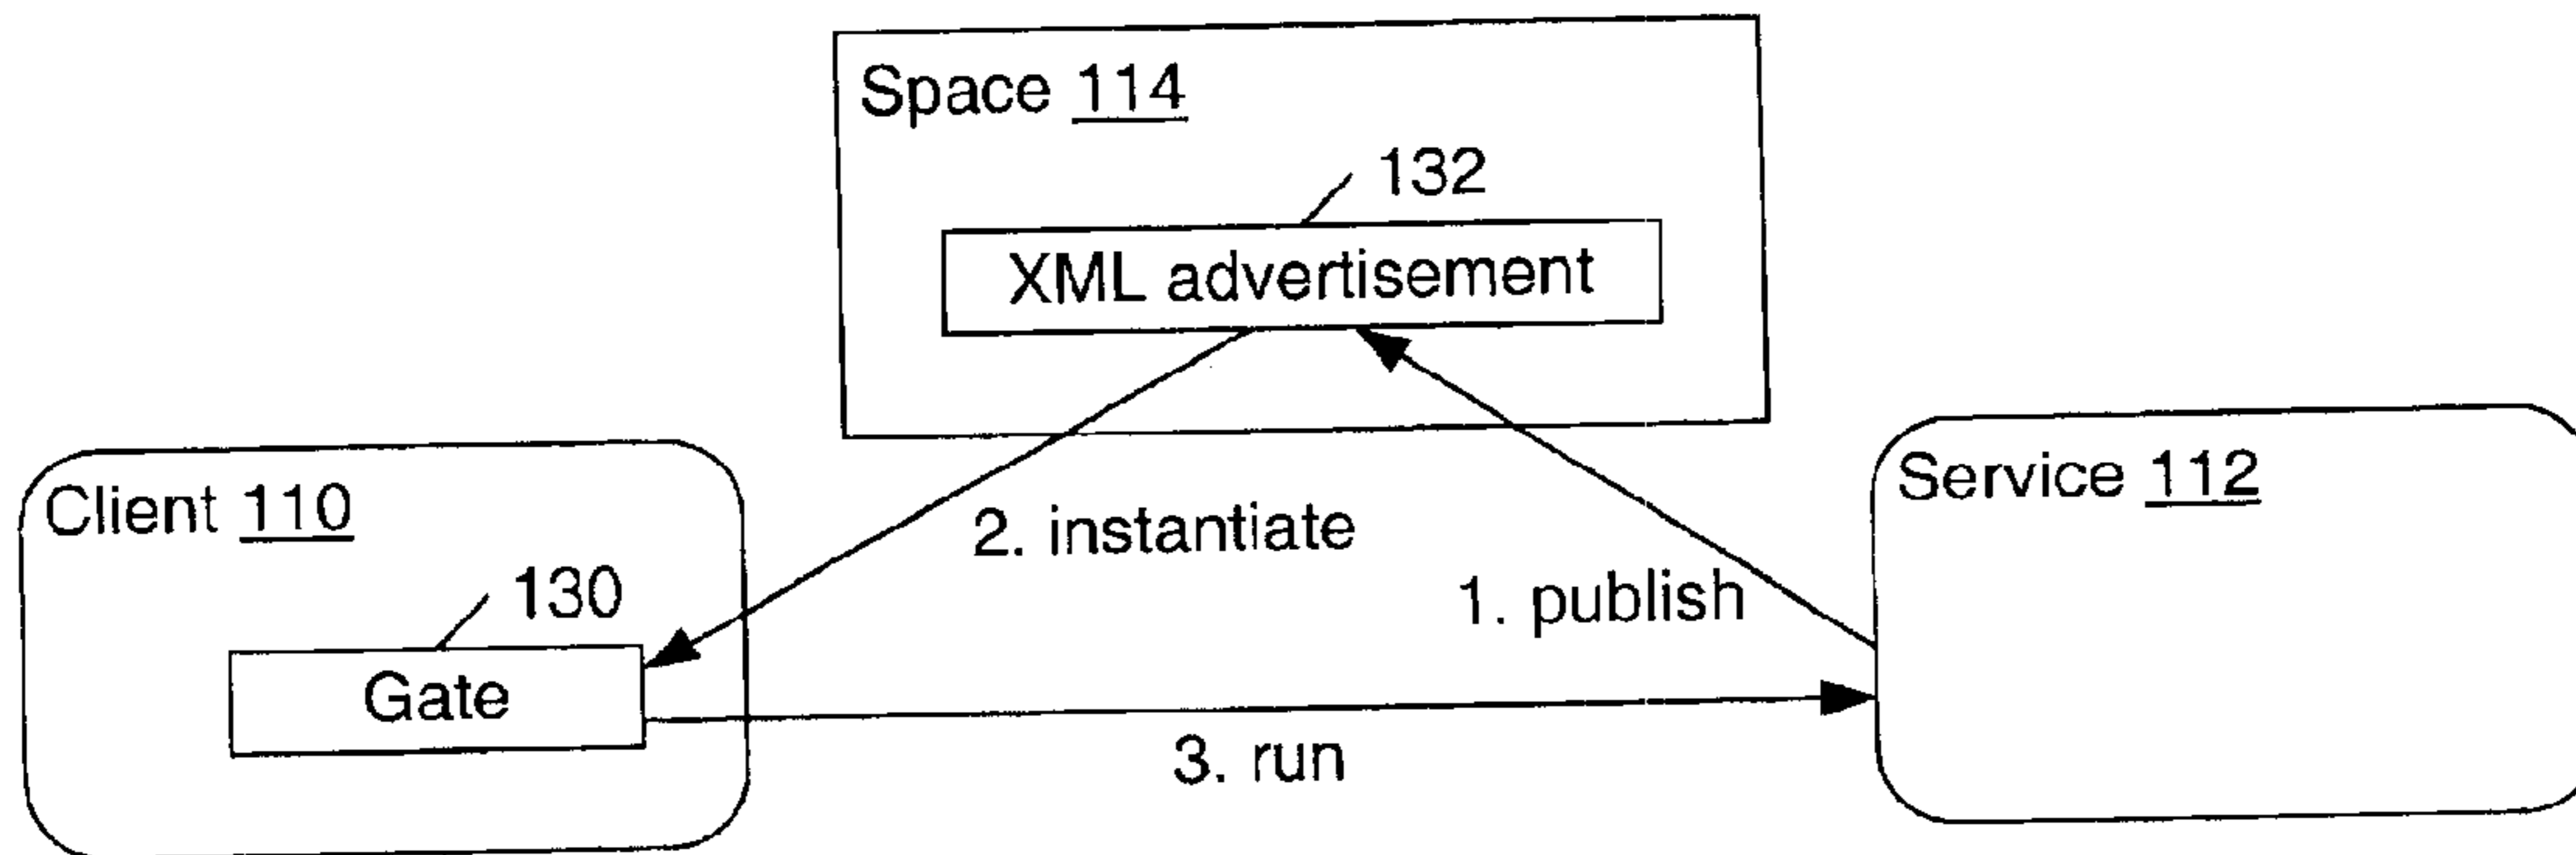 Space 114
132
XML advertisement
Client 110
Service 112
2. instantiate
130
1. publish
Gate
3. run